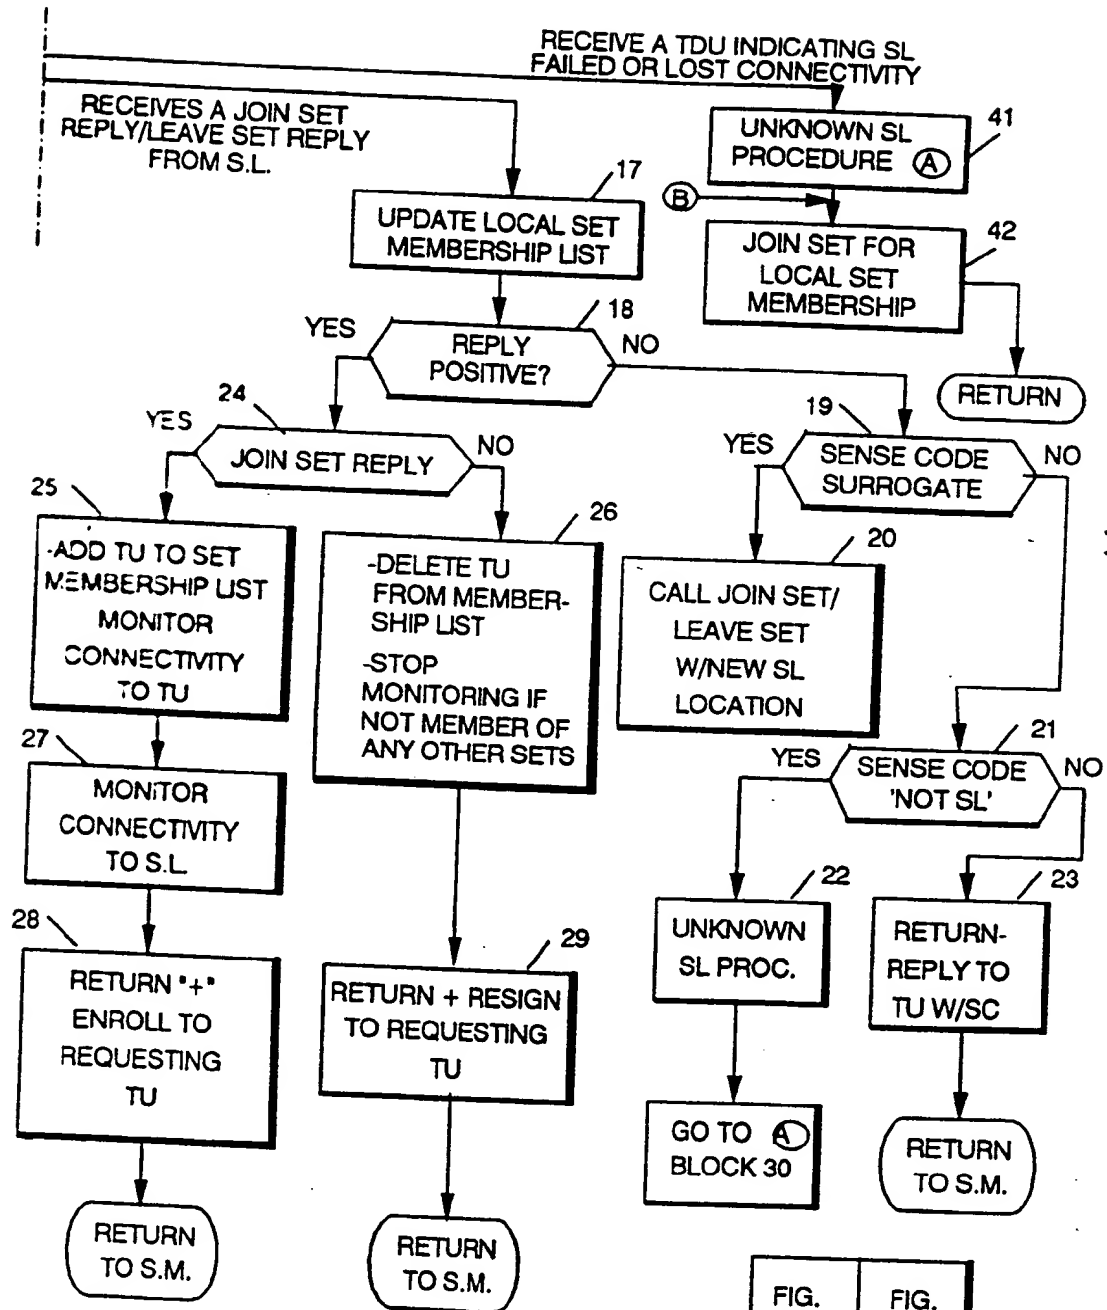 RECEIVE A TDU INDICATING SL
FAILED OR LOST CONNECTIVITY
RECEIVES A JOIN SET
REPLY/LEAVE SET REPLY
FROM S.L.
41
UNKNOWN SL
PROCEDURE A
B
17
UPDATE LOCAL SET
MEMBERSHIP LIST
42
JOIN SET FOR
LOCAL SET
MEMBERSHIP
RETURN
18
YES
REPLY
POSITIVE?
NO
24
YES
JOIN SET REPLY
NO
19
YES
SENSE CODE
SURROGATE
NO
25
-ADD TU TO SET
MEMBERSHIP LIST
MONITOR
CONNECTIVITY
TO TU
26
-DELETE TU
FROM MEMBER-
SHIP LIST
-STOP
MONITORING IF
NOT MEMBER OF
ANY OTHER SETS
20
CALL JOIN SET/
LEAVE SET
W/NEW SL
LOCATION
21
YES
SENSE CODE
'NOT SL'
NO
27
MONITOR
CONNECTIVITY
TO S.L.
22
UNKNOWN
SL PROC.
23
RETURN-
REPLY TO
TU W/SC
28
RETURN "+"
ENROLL TO
REQUESTING
TU
29
RETURN + RESIGN
TO REQUESTING
TU
GO TO A
BLOCK 30
RETURN
TO S.M.
RETURN
TO S.M.
RETURN
TO S.M.
FIG. FIG.